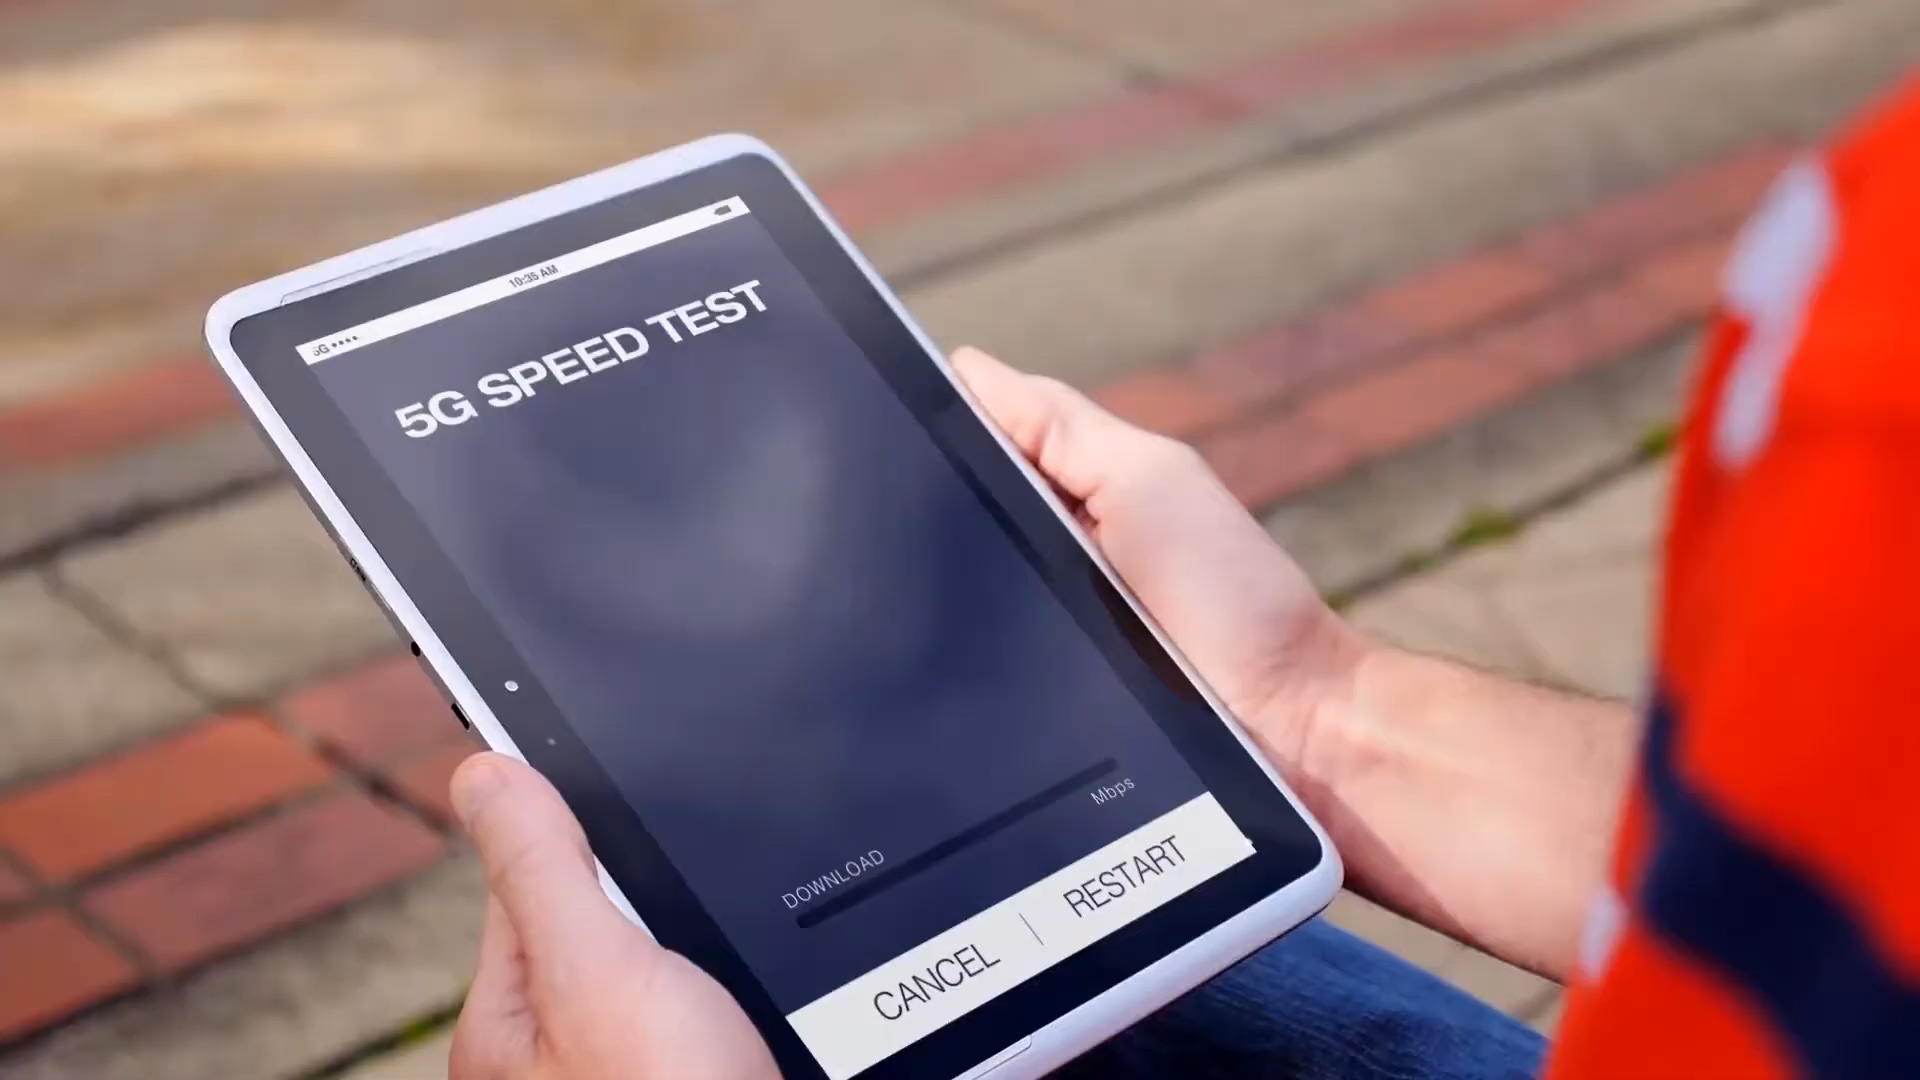 5G
10:35 AM
5G SPEED TEST
DOWNLOAD
Mbps
CANCEL
RESTART